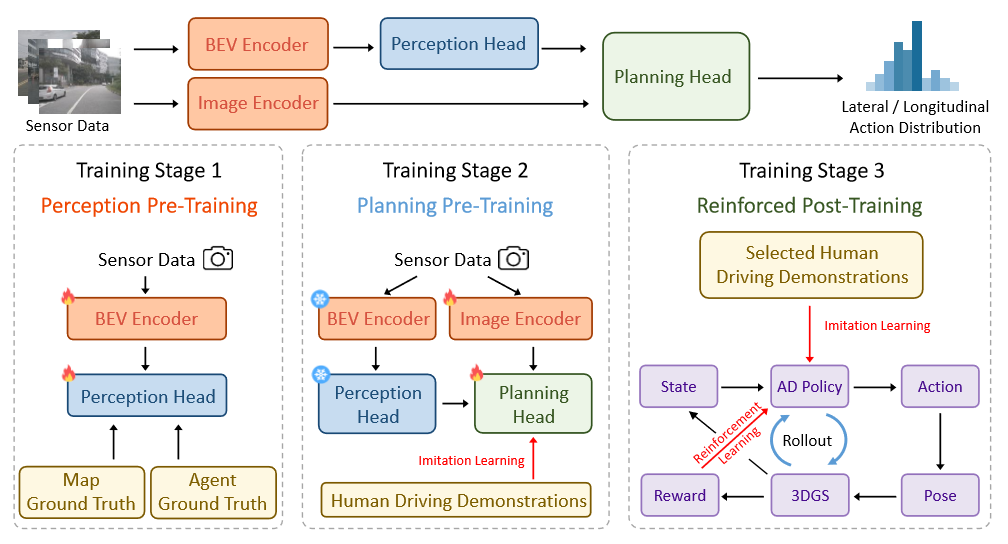 BEV Encoder
Perception Head
Image Encoder
Planning Head
Sensor Data
Lateral / Longitudinal
Action Distribution
Training Stage 1
Perception Pre-Training
Sensor Data
BEV Encoder
Perception Head
Map
Ground Truth
Agent
Ground Truth
Training Stage 2
Planning Pre-Training
Sensor Data
BEV Encoder
Image Encoder
Perception
Head
Planning
Head
Imitation Learning
Human Driving Demonstrations
Training Stage 3
Reinforced Post-Training
Selected Human
Driving Demonstrations
Imitation Learning
State
AD Policy
Action
Reinforcement
Learning
Rollout
Reward
3DGS
Pose